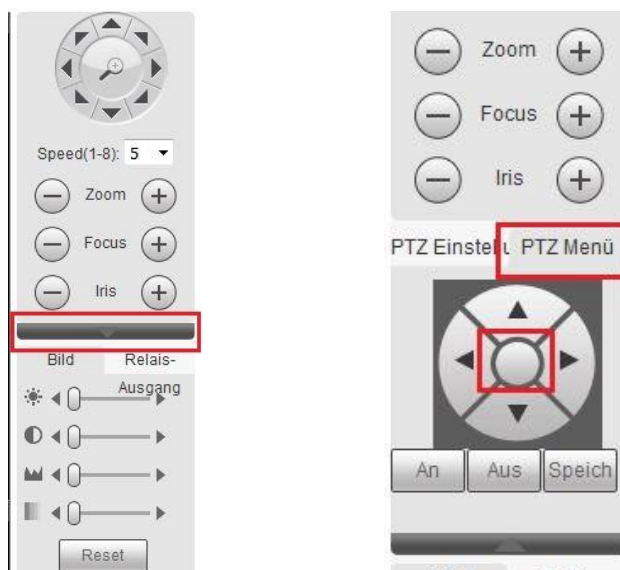 Speed(1-8): 5
Zoom
Focus
Iris
Bild
Relais-
Ausgang
Reset
Zoom
Focus
Iris
PTZ Einstel
PTZ Menü
An
Aus
Speich